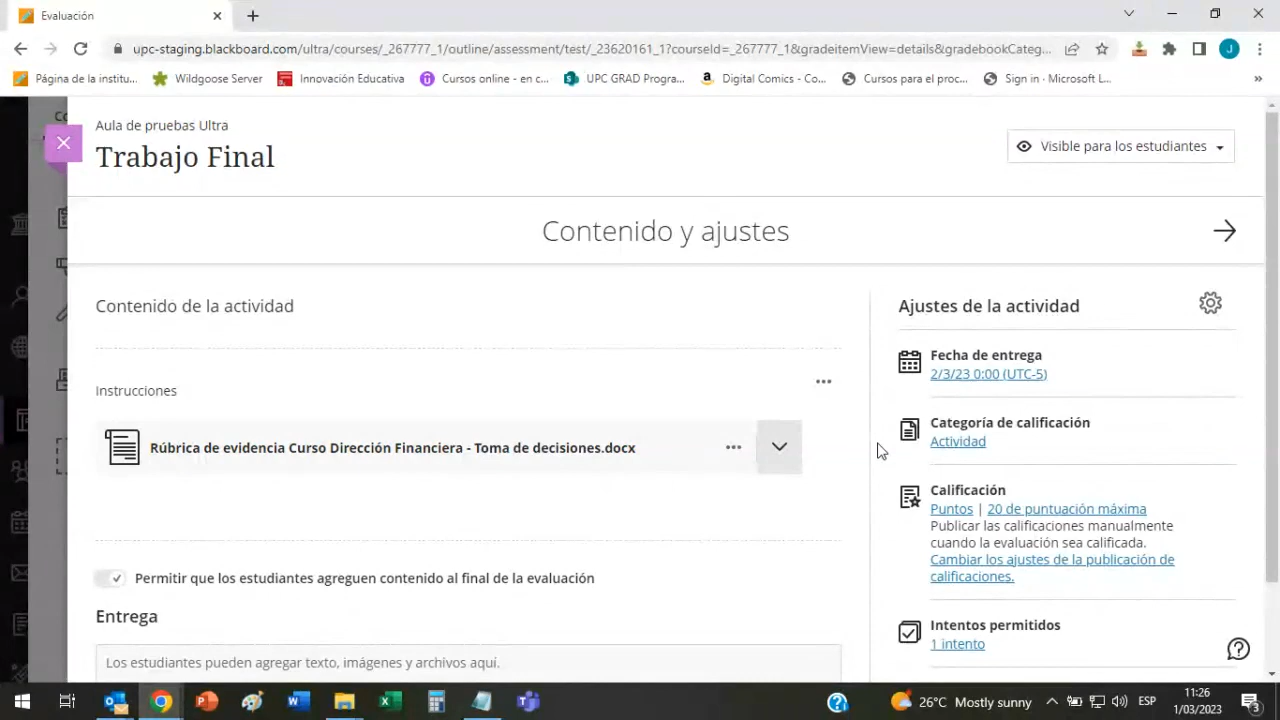 Evaluación
upc-staging.blackboard.com/ultra/courses/_267777_1/outline/assessment/test/_23620161_1?courseId=_267777_1&gradeitemView=details&gradebookCateg...
J
Página de la institu...
Wildgoose Server
Innovación Educativa
Cursos online - en c...
UPC GRAD Progra...
Digital Comics - Co...
Cursos para el proc...
Sign in · Microsoft L...
»
Aula de pruebas Ultra
Trabajo Final
Visible para los estudiantes
Contenido y ajustes
Contenido de la actividad
Instrucciones
Rúbrica de evidencia Curso Dirección Financiera - Toma de decisiones.docx
Permitir que los estudiantes agreguen contenido al final de la evaluación
Entrega
Los estudiantes pueden agregar texto, imágenes y archivos aquí.
Ajustes de la actividad
Fecha de entrega
2/3/23 0:00 (UTC-5)
Categoría de calificación
Actividad
Calificación
Puntos | 20 de puntuación máxima
Publicar las calificaciones manualmente
cuando la evaluación sea calificada.
Cambiar los ajustes de la publicación de
calificaciones.
Intentos permitidos
1 intento
26°C Mostly sunny
ESP
11:26
1/03/2023
3